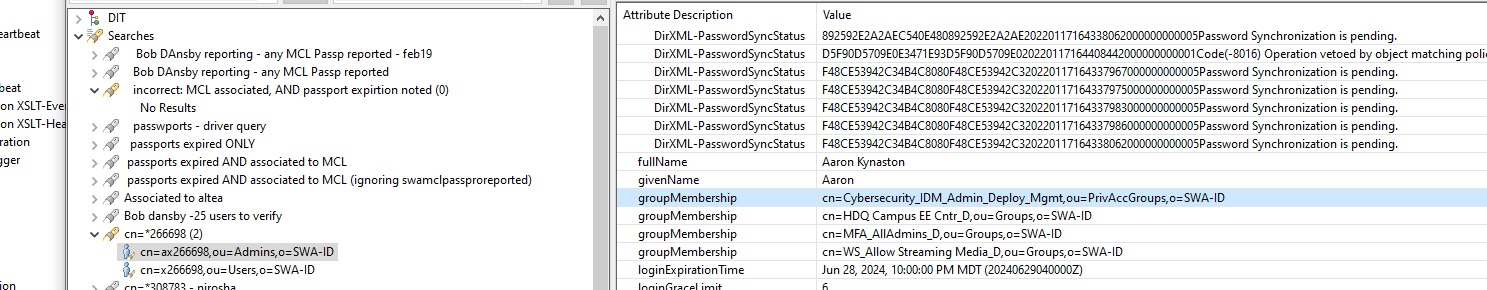 eartbeat
beat
on XSLT-Eve
on XSLT-Hea
ration
gger
ion
DIT
Searches
Bob DAnsby reporting - any MCL Passp reported - feb19
Bob DAnsby reporting - any MCL Passp reported
incorrect: MCL associated, AND passport expirtion noted (0)
No Results
passwports - driver query
passports expired ONLY
passports expired AND associated to MCL
passports expired AND associated to MCL (ignoring swamclpassproreported)
Associated to altea
Bob dansby -25 users to verify
cn=*266698 (2)
cn=ax266698,ou=Admins,o=SWA-ID
cn=x266698,ou=Users,o=SWA-ID
cn=*308783 - nirosha
Attribute Description Value
DirXML-PasswordSyncStatus 892592E2A2AEC540E480892592E2A2AE20220117164338062000000000005Password Synchronization is pending.
DirXML-PasswordSyncStatus D5F90D5709E0E3471E93D5F90D5709E020220117164408442000000000001Code(-8016) Operation vetoed by object matching polic
DirXML-PasswordSyncStatus F48CE53942C34B4C8080F48CE53942C320220117164337967000000000005Password Synchronization is pending.
DirXML-PasswordSyncStatus F48CE53942C34B4C8080F48CE53942C320220117164337975000000000005Password Synchronization is pending.
DirXML-PasswordSyncStatus F48CE53942C34B4C8080F48CE53942C320220117164337983000000000005Password Synchronization is pending.
DirXML-PasswordSyncStatus F48CE53942C34B4C8080F48CE53942C320220117164337986000000000005Password Synchronization is pending.
DirXML-PasswordSyncStatus F48CE53942C34B4C8080F48CE53942C320220117164338062000000000005Password Synchronization is pending.
fullName Aaron Kynaston
givenName Aaron
groupMembership cn=Cybersecurity_IDM_Admin_Deploy_Mgmt,ou=PrivAccGroups,o=SWA-ID
groupMembership cn=HDQ Campus EE Cntr_D,ou=Groups,o=SWA-ID
groupMembership cn=MFA_AllAdmins_D,ou=Groups,o=SWA-ID
groupMembership cn=WS_Allow Streaming Media_D,ou=Groups,o=SWA-ID
loginExpirationTime Jun 28, 2024, 10:00:00 PM MDT (20240629040000Z)
loginGraceLimit 6